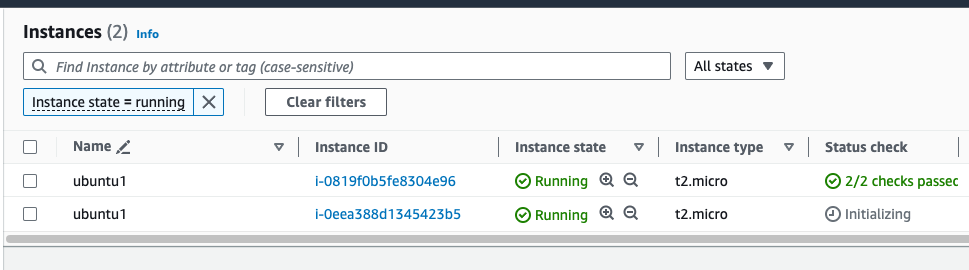 Instances (2) Info
Find Instance by attribute or tag (case-sensitive) All states
Instance state = running Clear filters
Name Instance ID Instance state Instance type Status check
ubuntu1 i-0819f0b5fe8304e96 Running t2.micro 2/2 checks passed
ubuntu1 i-0eea388d1345423b5 Running t2.micro Initializing